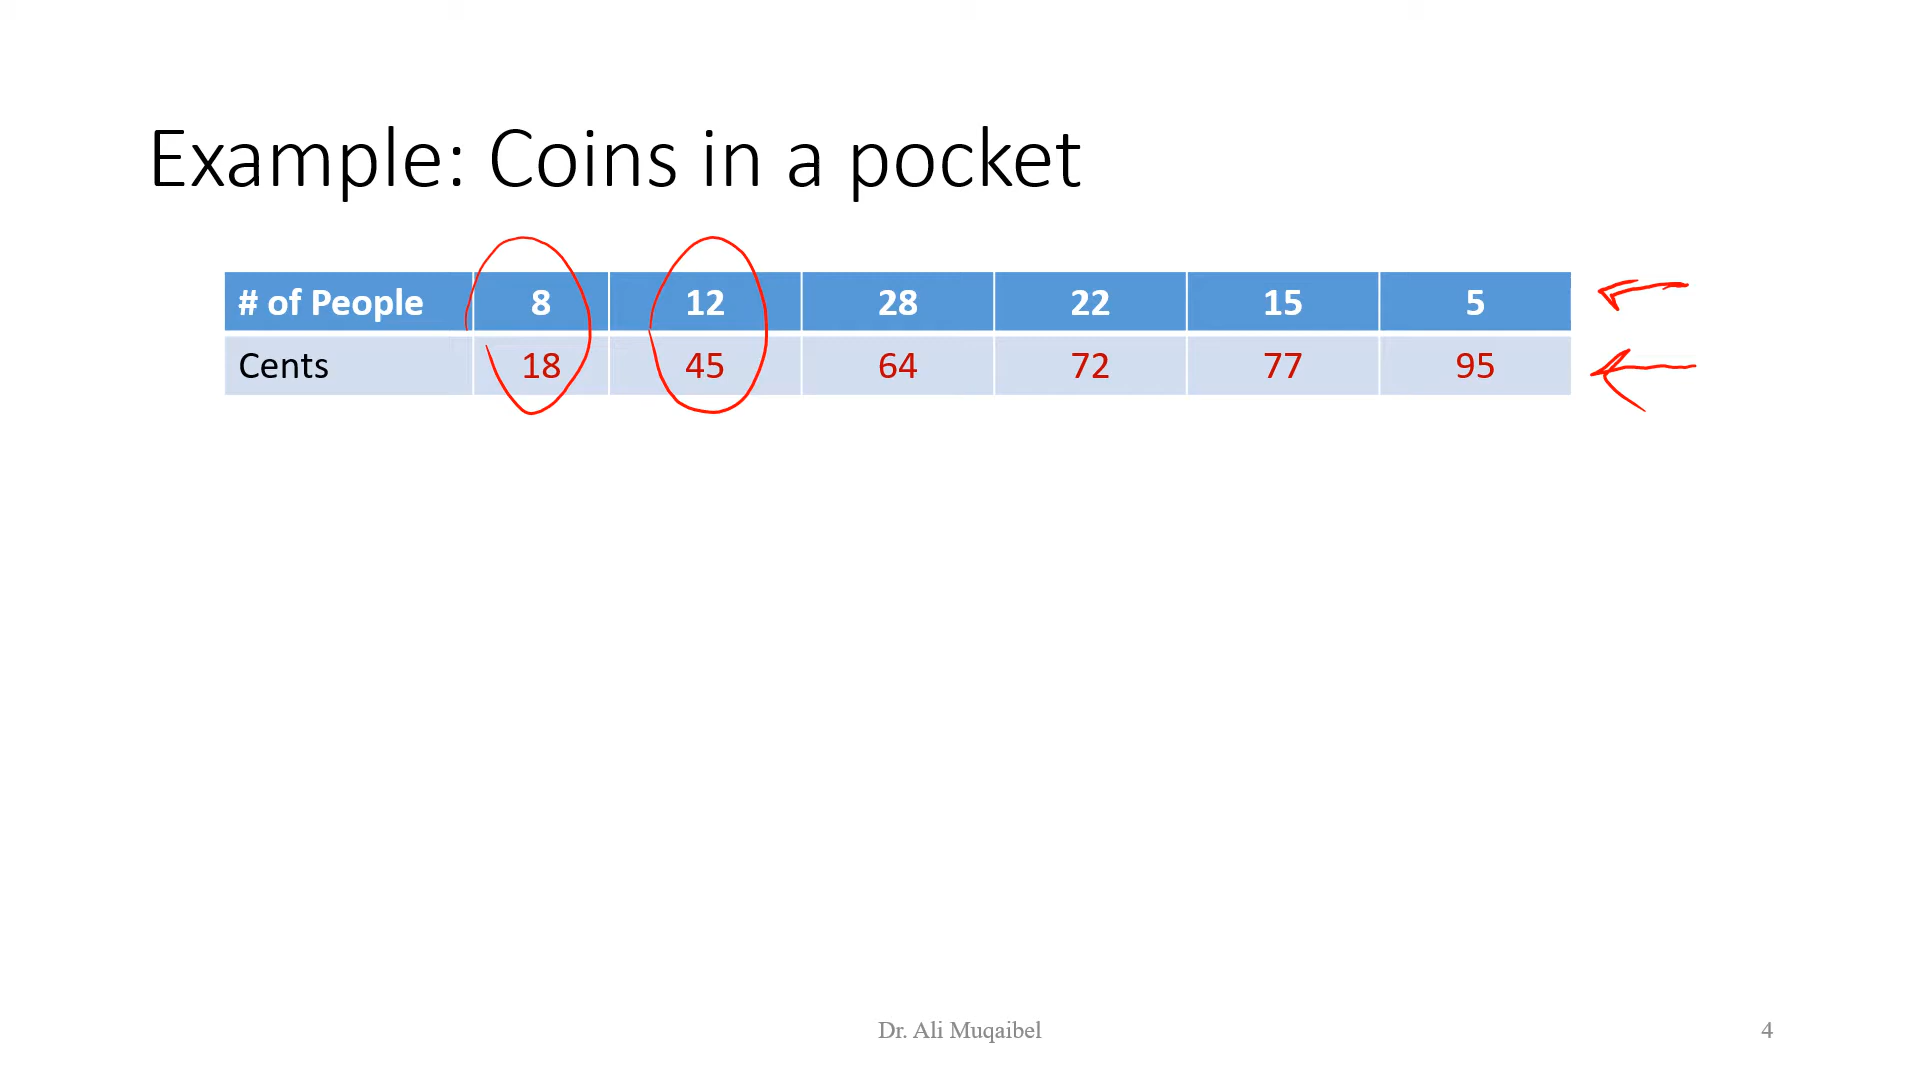 Example: Coins in a pocket
# of People 8 12 28 22 15 5
Cents 18 45 64 72 77 95
Dr. Ali Muqaibel 4